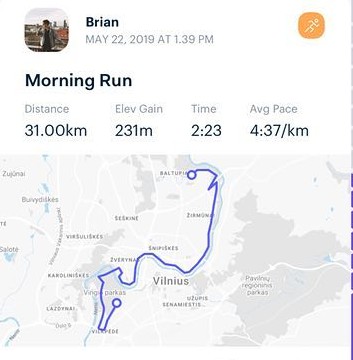 Brian
MAY 22, 2019 AT 1.39 PM
Morning Run
Distance Elev Gain Time Avg Pace
31.00km 231m 2:23 4:37/km
Zujūnai
BALTUPIAI
Buivydiškės
VIRŠULIŠKĖS
ŠEŠKINĖ
ŽIRMŪNAI
Salotė
ŠNIPIŠKĖS
ŽVĖRYNAS
KAROLINIŠKĖS
Vilnius
Pavilnių
regioninis
parkas
Vingio parkas
UŽUPIS
LAZDYNAI
SENAMIESTIS
VILKPĖDĖ